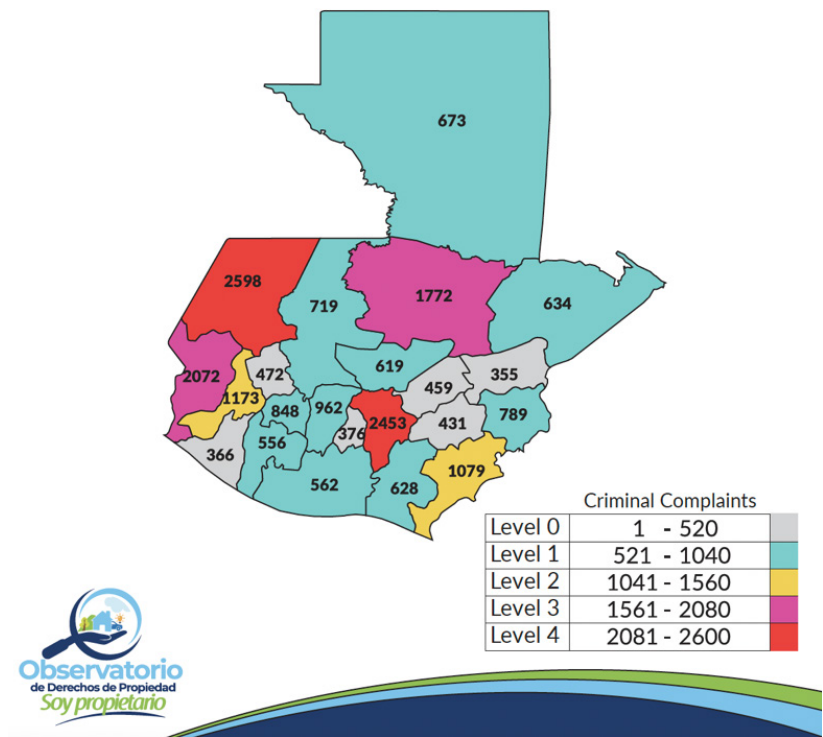 673
2598
719
1772
634
2072
472
619
459
355
1173
848
962
376
2453
431
789
366
556
562
628
1079
Criminal Complaints
Level 0 1 - 520
Level 1 521 - 1040
Level 2 1041 - 1560
Level 3 1561 - 2080
Level 4 2081 - 2600
Observatorio
de Derechos de Propiedad
Soy propietario